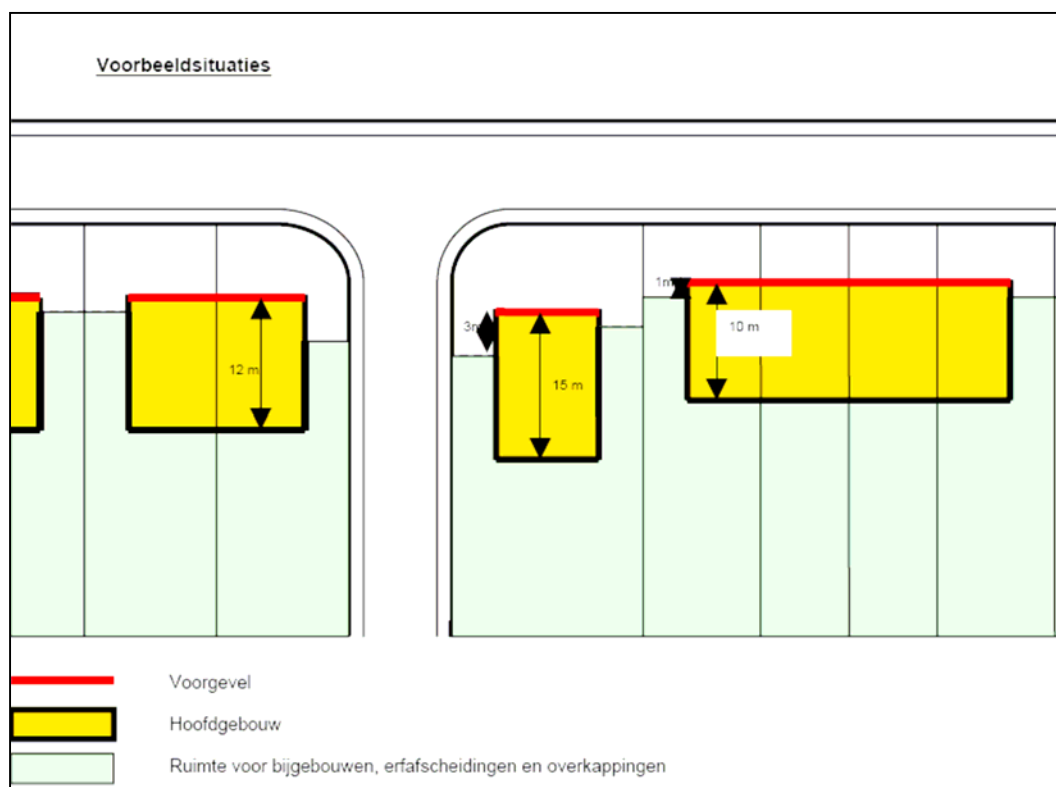 Voorbeeldsituaties
1m
10 m
3m
12 m
15 m
Voorgevel
Hoofdgebouw
Ruimte voor bijgebouwen, erfafscheidingen en overkappingen